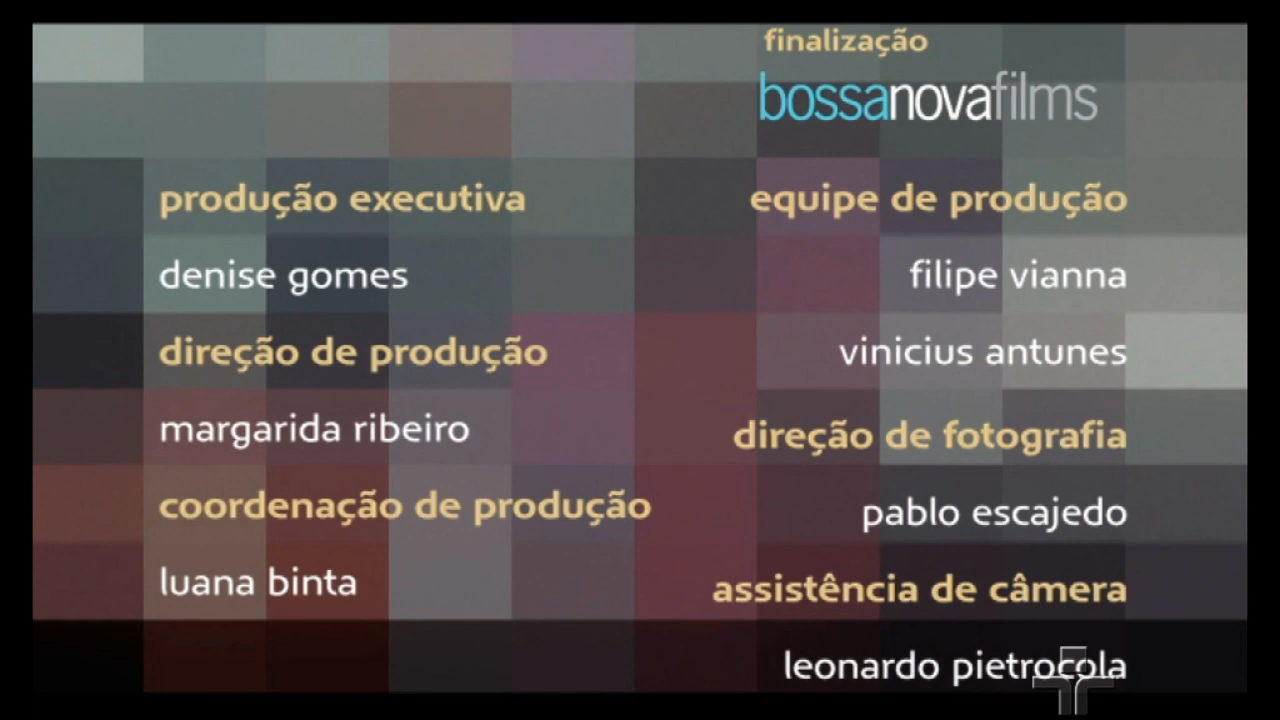 finalização
bossanovafilms
produção executiva
denise gomes
direção de produção
margarida ribeiro
coordenação de produção
luana binta
equipe de produção
filipe vianna
vinicius antunes
direção de fotografia
pablo escajedo
assistência de câmera
leonardo pietrocola